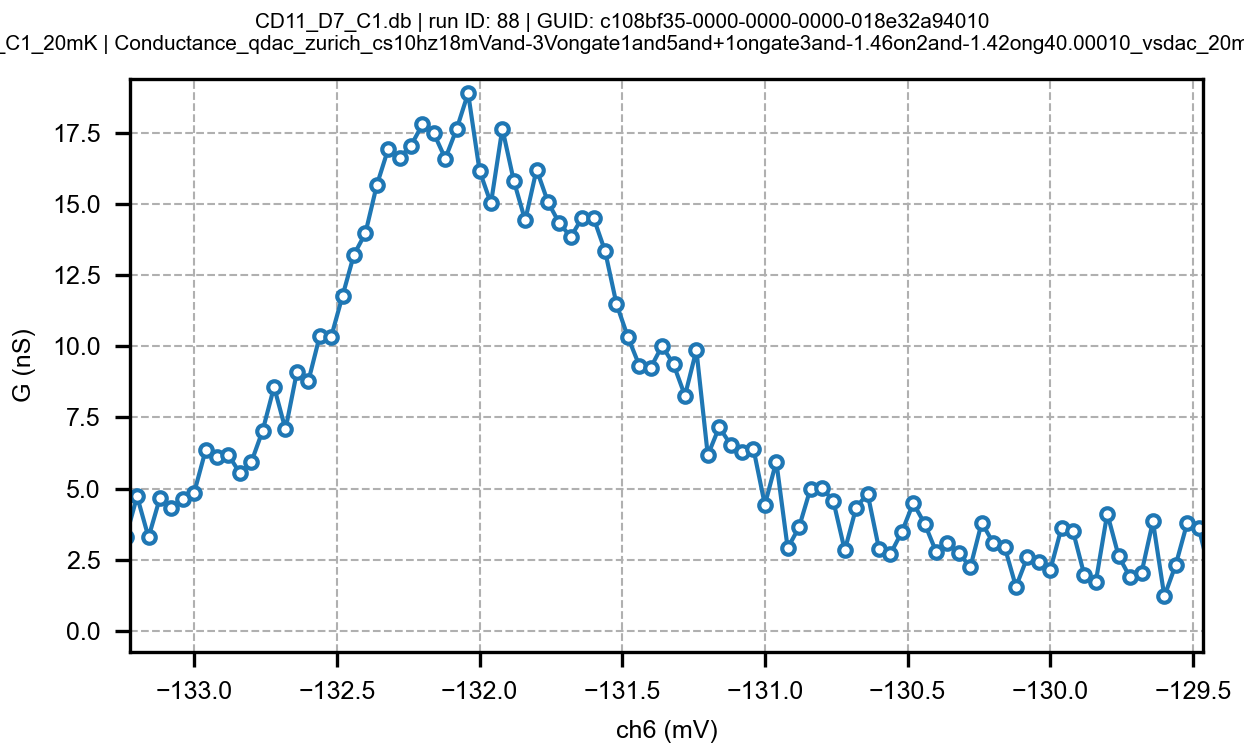 CD11_D7_C1.db | run ID: 88 | GUID: c108bf35-0000-0000-0000-018e32a94010
_C1_20mK | Conductance_qdac_zurich_cs10hz18mVand-3Vongate1and5and+1ongate3and-1.46on2and-1.42ong40.00010_vsdac_20m
G (nS)
17.5
15.0
12.5
10.0
7.5
5.0
2.5
0.0
−133.0 −132.5 −132.0 −131.5 −131.0 −130.5 −130.0 −129.5
ch6 (mV)